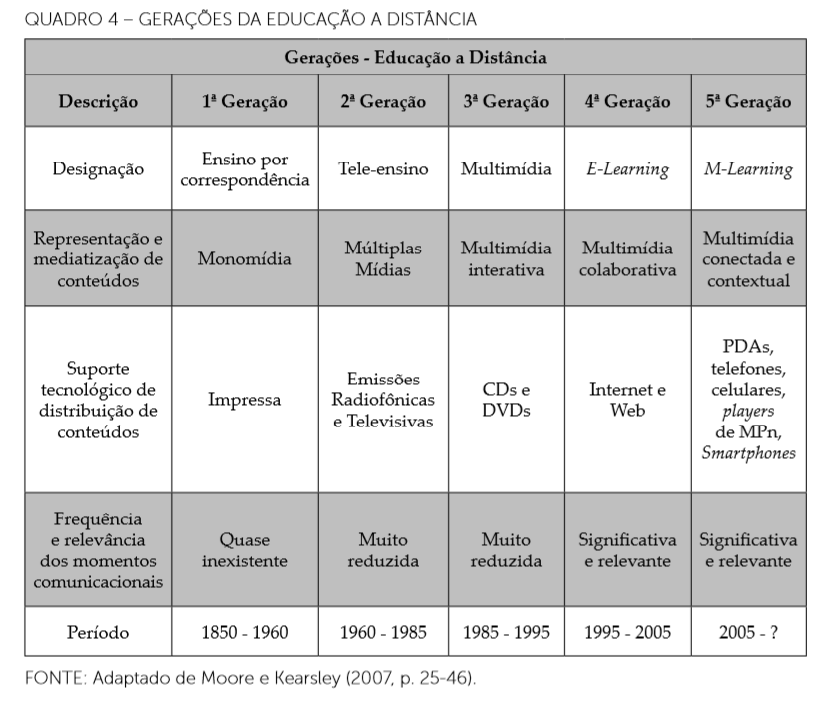 QUADRO 4 – GERAÇÕES DA EDUCAÇÃO A DISTÂNCIA
Gerações - Educação a Distância
Descrição
1ª Geração
2ª Geração
3ª Geração
4ª Geração
5ª Geração
Designação
Ensino por
correspondência
Tele-ensino
Multimídia
E-Learning
M-Learning
Representação e
mediatização de
conteúdos
Monomídia
Múltiplas
Mídias
Multimídia
interativa
Multimídia
colaborativa
Multimídia
conectada e
contextual
Suporte
tecnológico de
distribuição de
conteúdos
Impressa
Emissões
Radiofônicas
e Televisivas
CDs e
DVDs
Internet e
Web
PDAs,
telefones,
celulares,
players
de MPn,
Smartphones
Frequência
e relevância
dos momentos
comunicacionais
Quase
inexistente
Muito
reduzida
Muito
reduzida
Significativa
e relevante
Significativa
e relevante
Período
1850 - 1960
1960 - 1985
1985 - 1995
1995 - 2005
2005 - ?
FONTE: Adaptado de Moore e Kearsley (2007, p. 25-46).